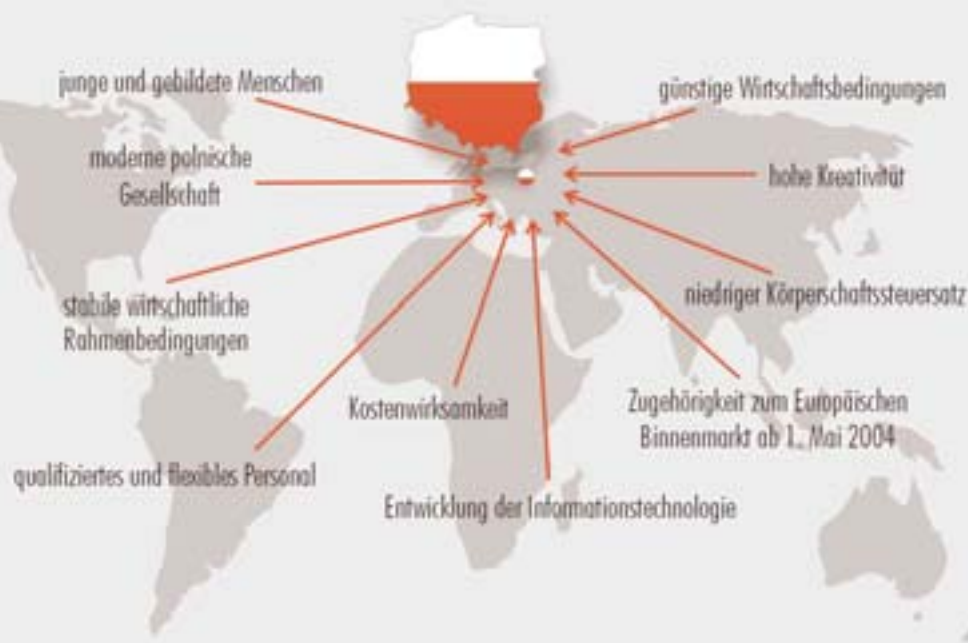 junge und gebildete Menschen
günstige Wirtschaftsbedingungen
moderne polnische
Gesellschaft
hohe Kreativität
stabile wirtschaftliche
Rahmenbedingungen
niedriger Körperschaftssteuersatz
Kostenwirksamkeit
Zugehörigkeit zum Europäischen
Binnenmarkt ab 1. Mai 2004
qualifiziertes und flexibles Personal
Entwicklung der Informationstechnologie